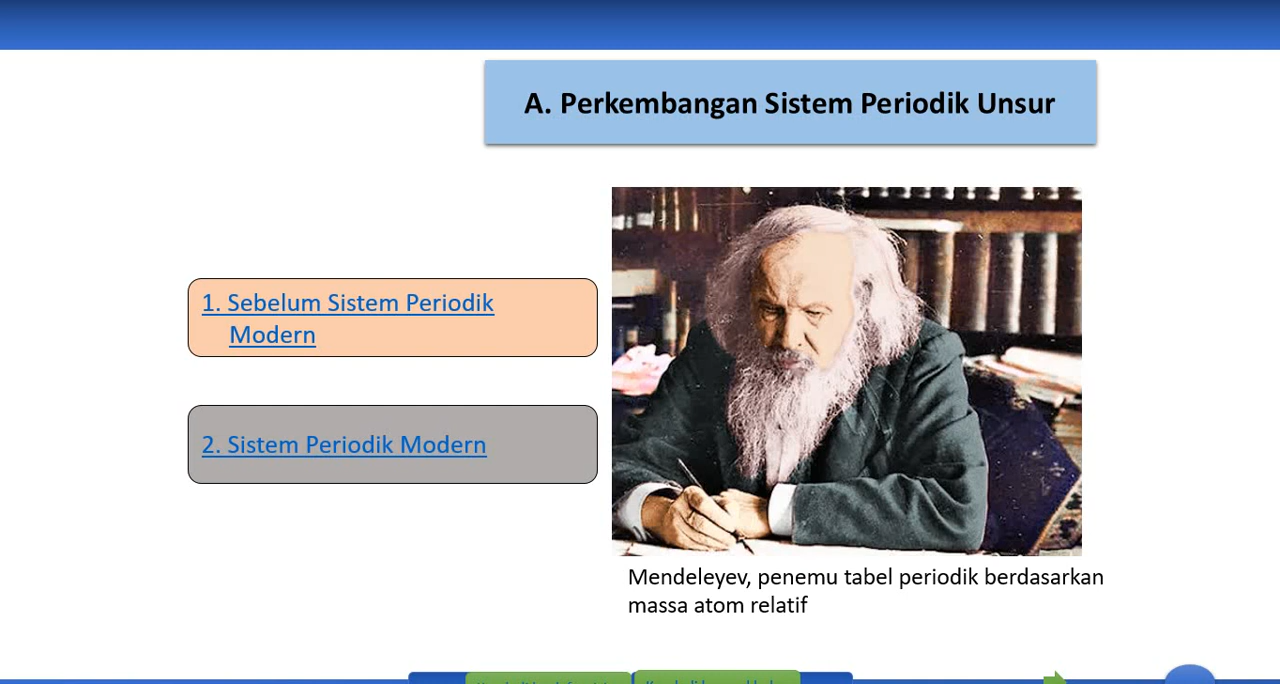 A. Perkembangan Sistem Periodik Unsur
1. Sebelum Sistem Periodik
Modern
2. Sistem Periodik Modern
Mendeleyev, penemu tabel periodik berdasarkan
massa atom relatif